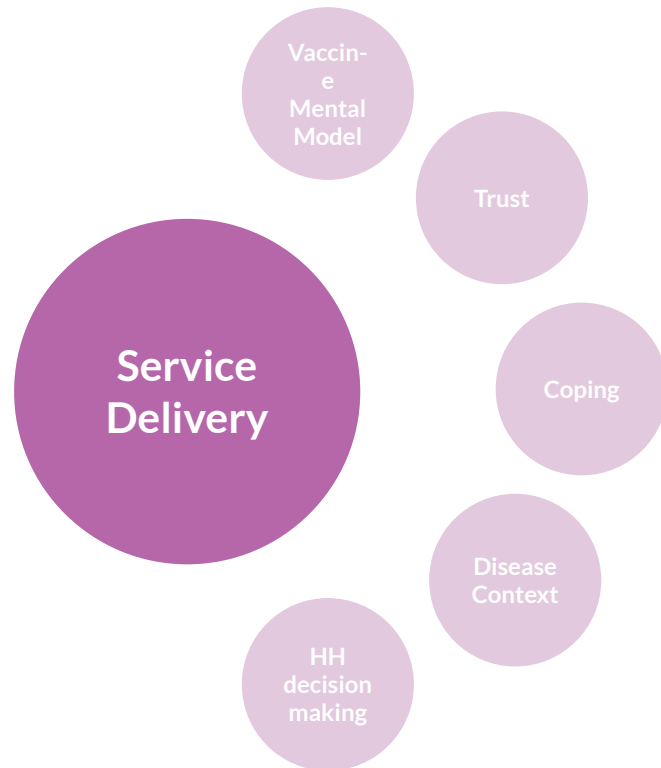 Vaccin-
e
Mental
Model
Trust
Service
Delivery
Coping
Disease
Context
HH
decision
making